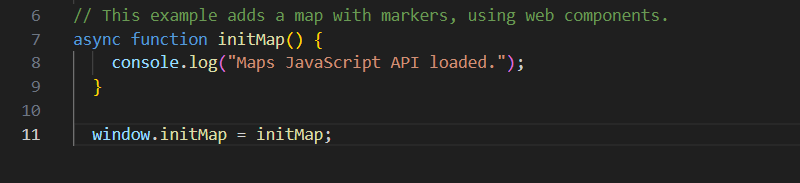 6 // This example adds a map with markers, using web components.
7 async function initMap() {
8 console.log("Maps JavaScript API loaded.");
9 }
10
11 window.initMap = initMap;